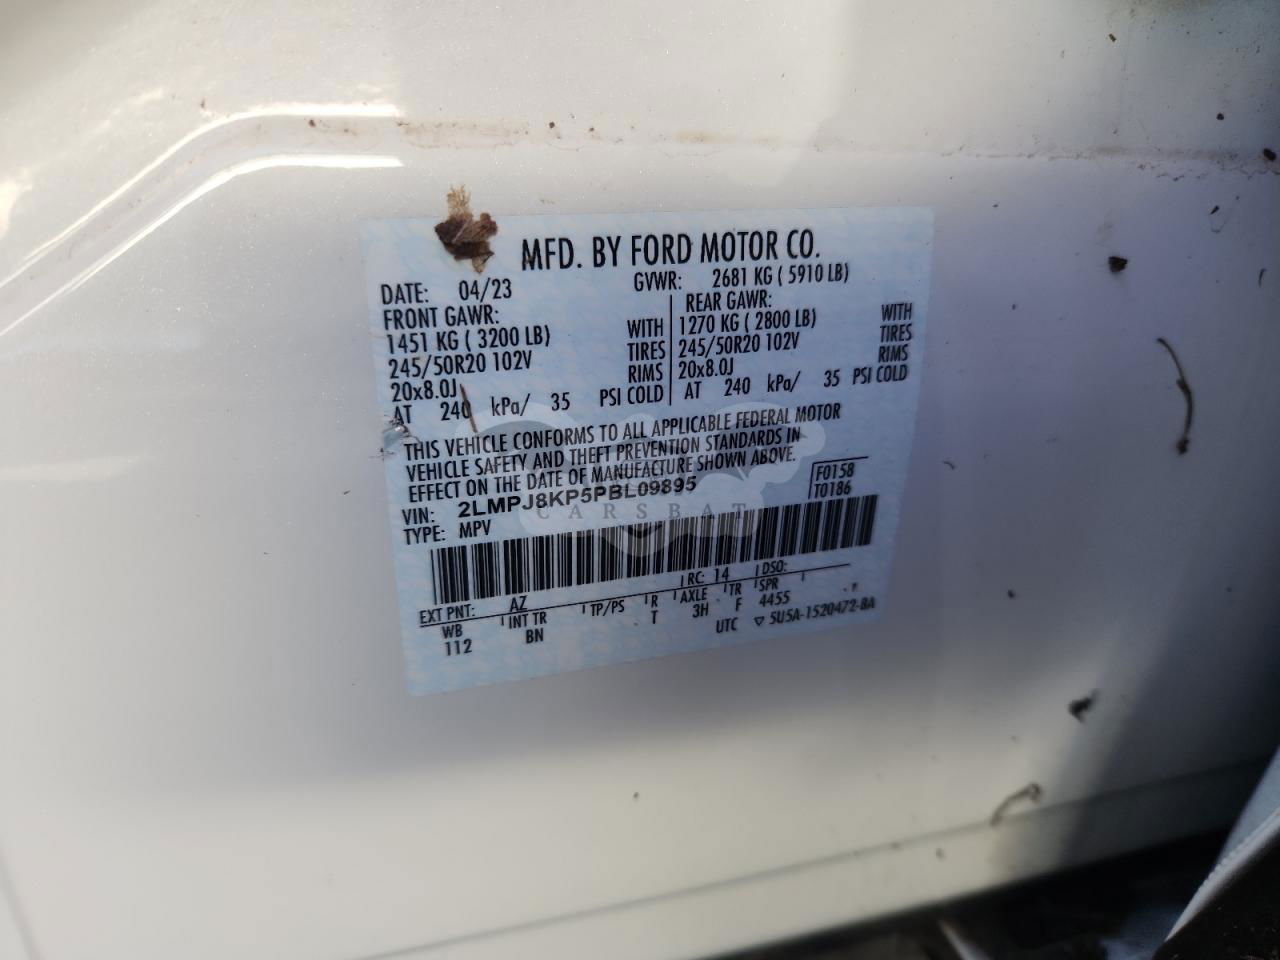 MFD. BY FORD MOTOR CO.
DATE: 04/23 GVWR: 2681 KG ( 5910 LB)
FRONT GAWR: REAR GAWR:
1451 KG ( 3200 LB) WITH 1270 KG ( 2800 LB) WITH
245/50R20 102V TIRES 245/50R20 102V TIRES
20x8.0J RIMS 20x8.0J RIMS
AT 240 kPa/ 35 PSI COLD AT 240 kPa/ 35 PSI COLD
THIS VEHICLE CONFORMS TO ALL APPLICABLE FEDERAL MOTOR
VEHICLE SAFETY AND THEFT PREVENTION STANDARDS IN
EFFECT ON THE DATE OF MANUFACTURE SHOWN ABOVE.
VIN: 2LMPJ8KP5PBL09895 F0158
TYPE: MPV T0186
CARSBAT
EXT PNT: AZ RC: 14 DSO:
WB INT TR TP/PS R AXLE TR SPR
112 BN T 3H F 4455
UTC ▽ 5U5A-1520472-BA